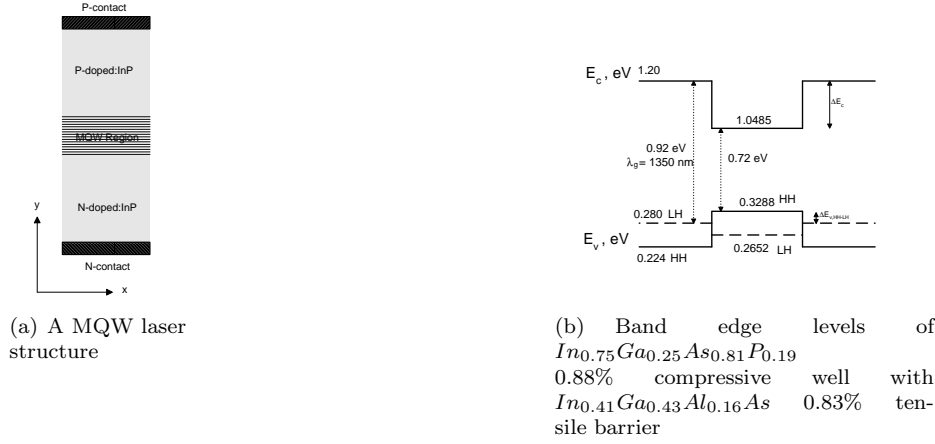 P-contact
P-doped:InP
MQW Region
N-doped:InP
y
N-contact
x
(a) A MQW laser
structure
E_c, eV
1.20
ΔE_c
1.0485
0.92 eV
λ_g= 1350 nm
0.72 eV
0.3288 HH
0.280 LH
ΔE_v,HH-LH
E_v, eV
0.2652 LH
0.224 HH
(b) Band edge levels of
In_{0.75}Ga_{0.25}As_{0.81}P_{0.19}
0.88% compressive well with
In_{0.41}Ga_{0.43}Al_{0.16}As 0.83% ten-
sile barrier